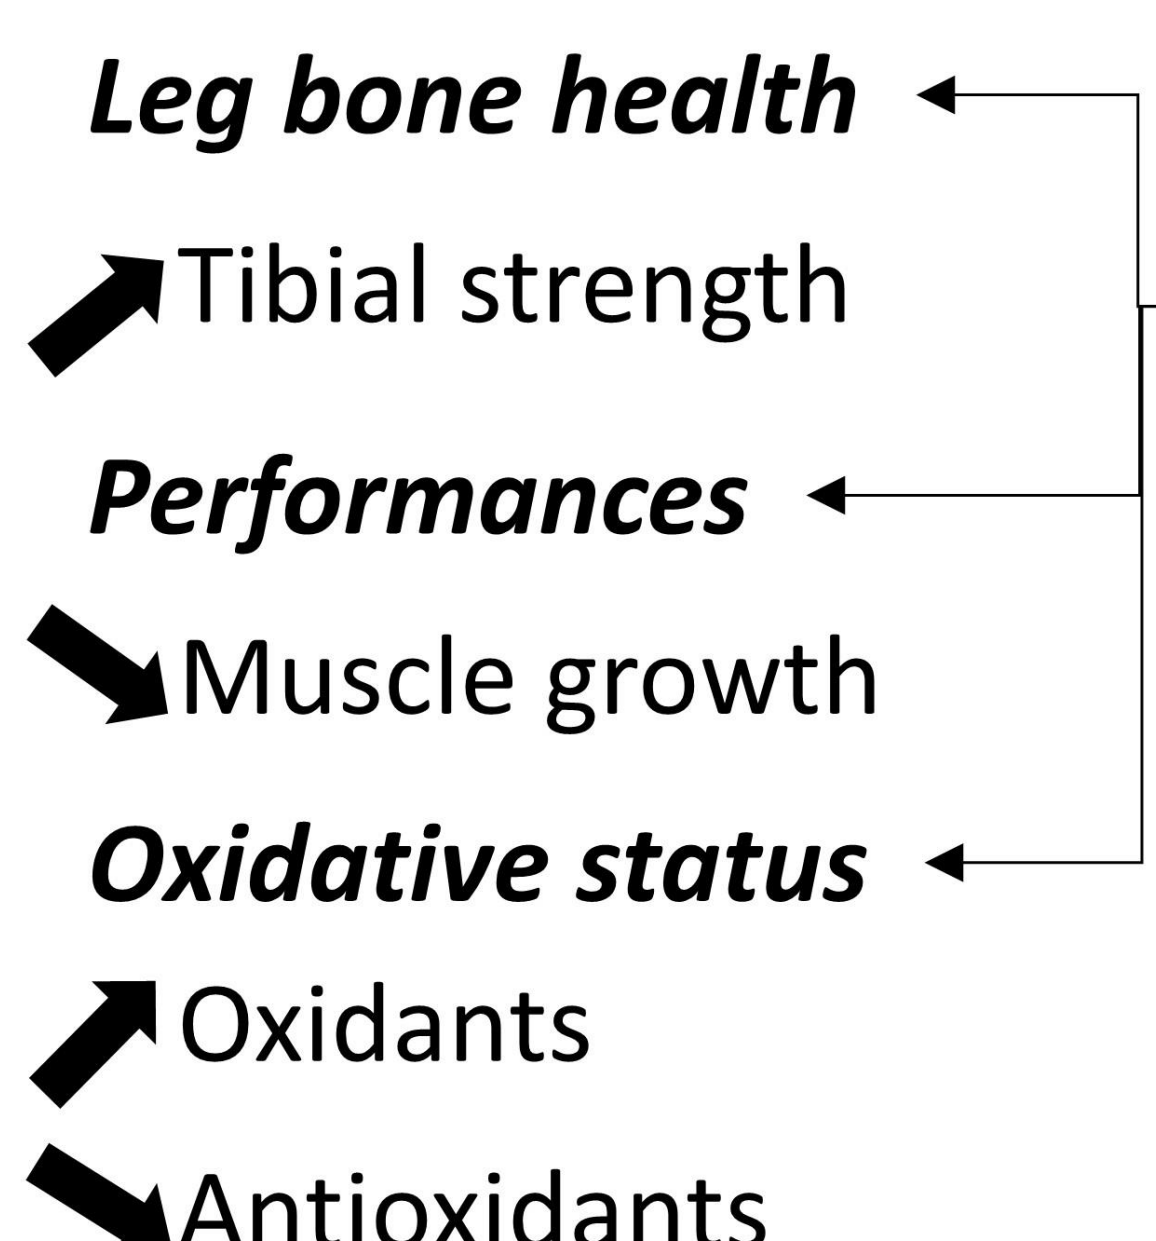 Leg bone health
Tibial strength
Performances
Muscle growth
Oxidative status
Oxidants
Antioxidants